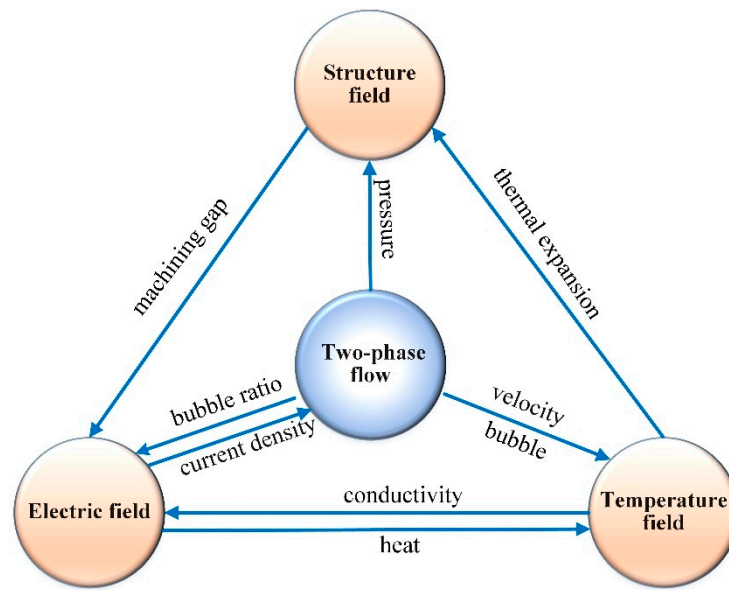 Structure
field
machining gap
pressure
thermal expansion
Two-phase
flow
bubble ratio
current density
velocity
bubble
Electric field
conductivity
heat
Temperature
field